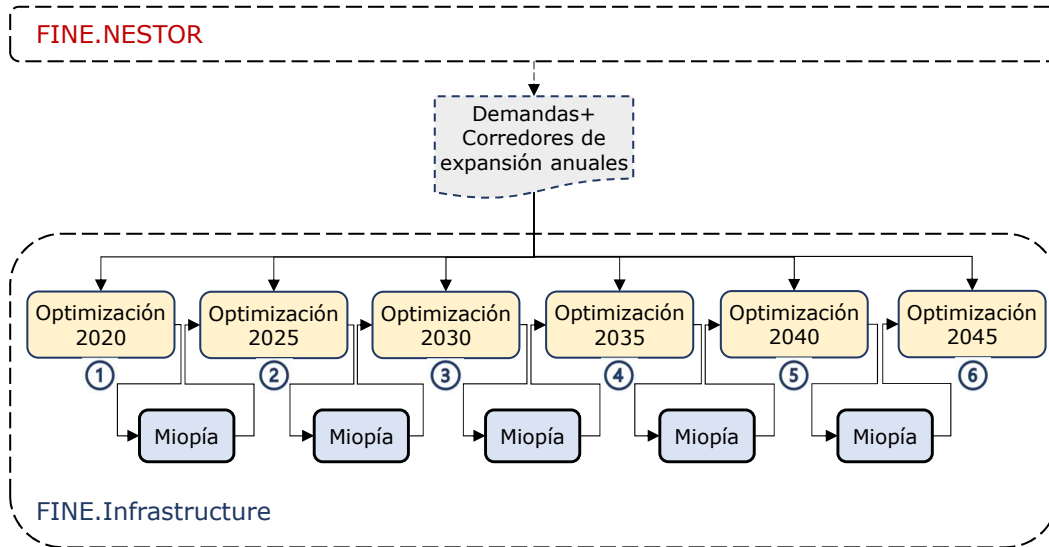 FINE.NESTOR
Demandas+
Corredores de
expansión anuales
Optimización
2020
Optimización
2025
Optimización
2030
Optimización
2035
Optimización
2040
Optimización
2045
1
2
3
4
5
6
Miopía
Miopía
Miopía
Miopía
Miopía
FINE.Infrastructure